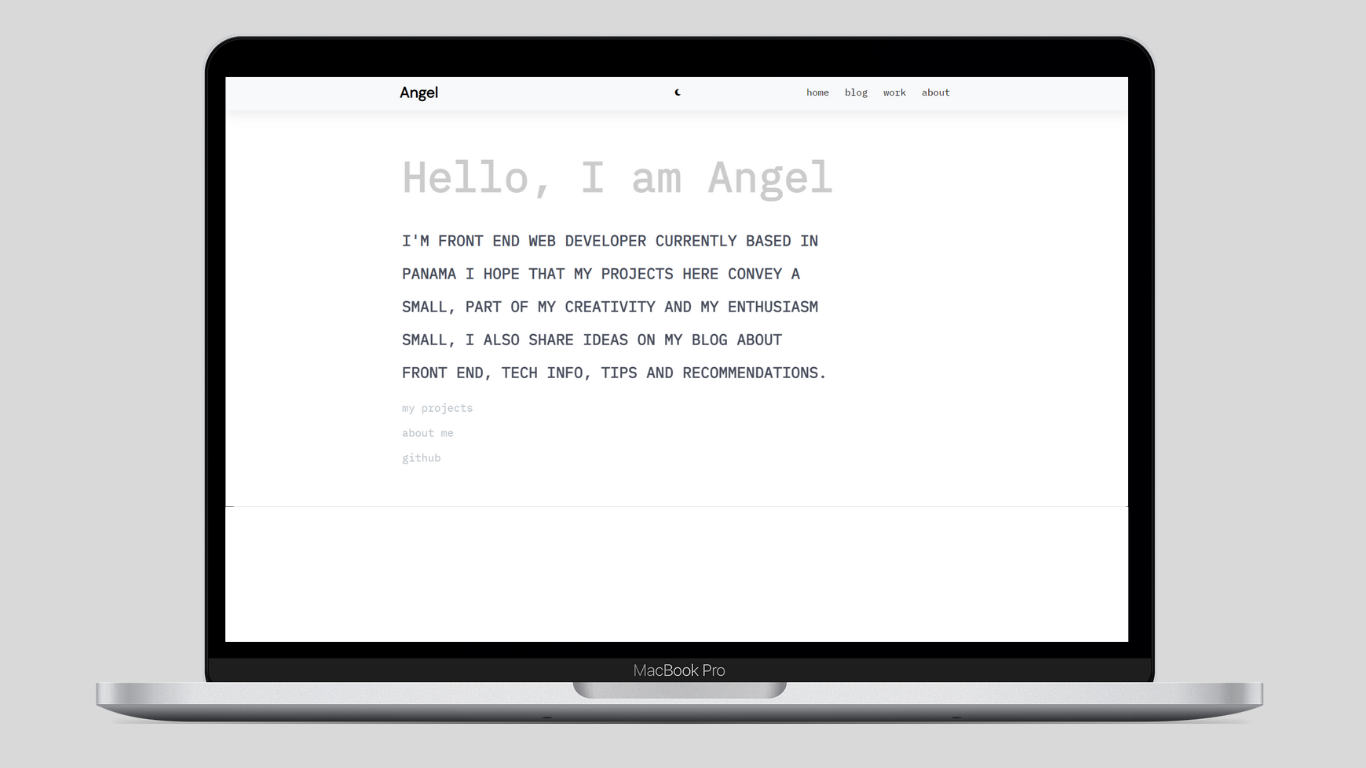 Angel
home blog work about
Hello, I am Angel
I'M FRONT END WEB DEVELOPER CURRENTLY BASED IN
PANAMA I HOPE THAT MY PROJECTS HERE CONVEY A
SMALL, PART OF MY CREATIVITY AND MY ENTHUSIASM
SMALL, I ALSO SHARE IDEAS ON MY BLOG ABOUT
FRONT END, TECH INFO, TIPS AND RECOMMENDATIONS.
my projects
about me
github
MacBook Pro